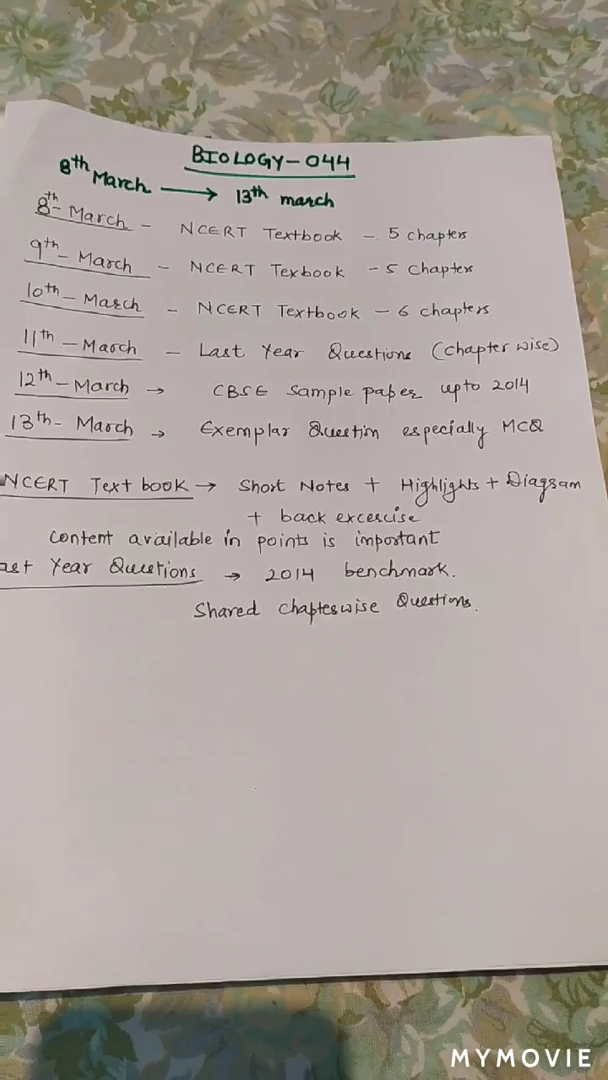 BIOLOGY-044
8th March → 13th march
8th March - NCERT Textbook - 5 chapters
9th - March - NCERT Texbook - 5 Chapters
10th - March - NCERT Textbook - 6 chapters
11th - March - Last Year Questions (chapter wise)
12th - March → CBSE Sample paper upto 2014
13th - March → Exemplar Question especially MCQ
NCERT Text book → Short Notes + Highlights + Diagram
+ back excercise
content available in points is important
ast Year Questions → 2014 benchmark.
Shared Chapterswise Questions.
MYMOVIE